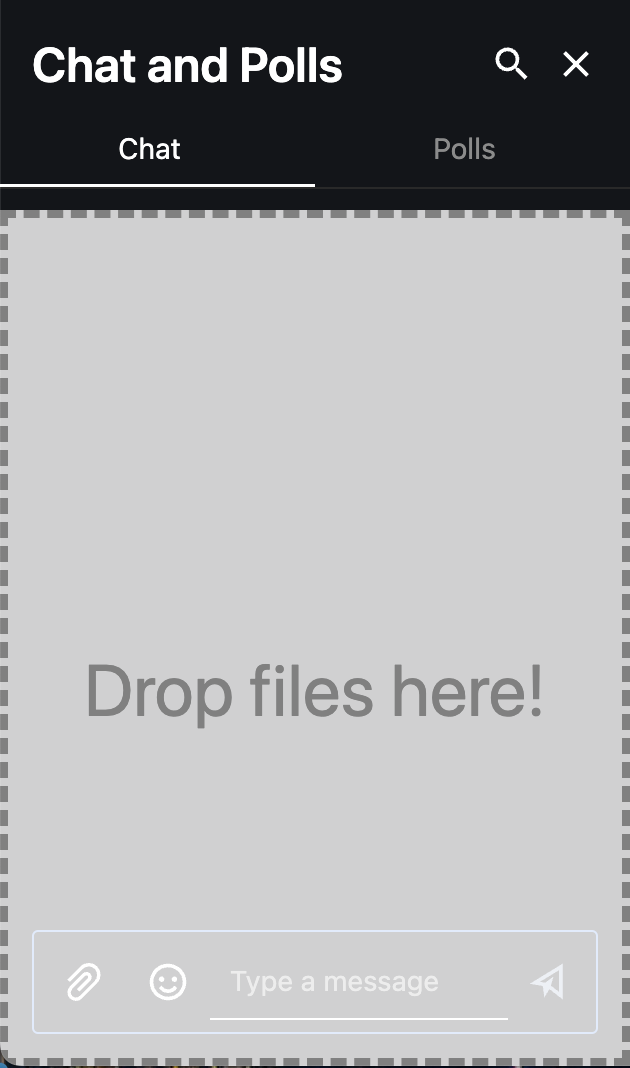 Chat and Polls
Chat
Polls
Drop files here!
Type a message